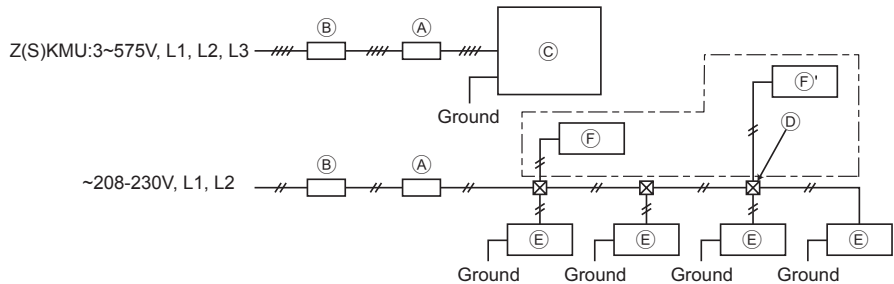 Ⓑ Ⓐ
Z(S)KMU:3~575V, L1, L2, L3
Ⓒ
Ⓕ'
Ground
Ⓕ
Ⓓ
Ⓑ Ⓐ
~208-230V, L1, L2
Ⓔ Ⓔ Ⓔ Ⓔ
Ground Ground Ground Ground